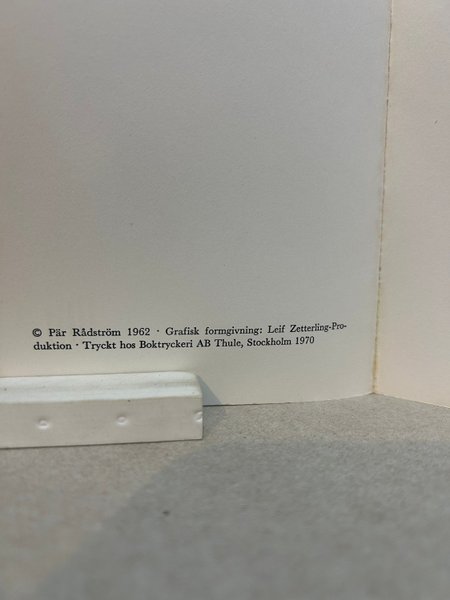 © Pär Rådström 1962 · Grafisk formgivning: Leif Zetterling-Pro-
duktion · Tryckt hos Boktryckeri AB Thule, Stockholm 1970